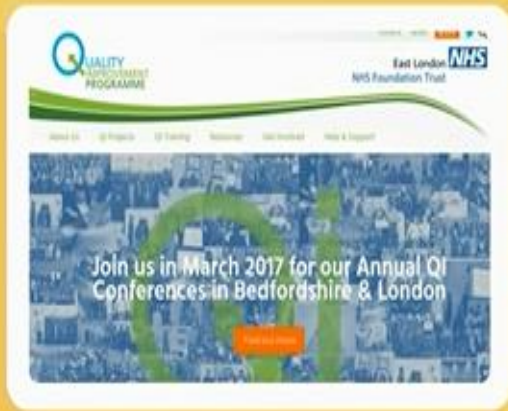 QUALITY
IMPROVEMENT
PROGRAMME
East London NHS
NHS Foundation Trust
About Us QI Projects QI Training Resources Get Involved Help & Support
Qi
Join us in March 2017 for our Annual QI
Conferences in Bedfordshire & London